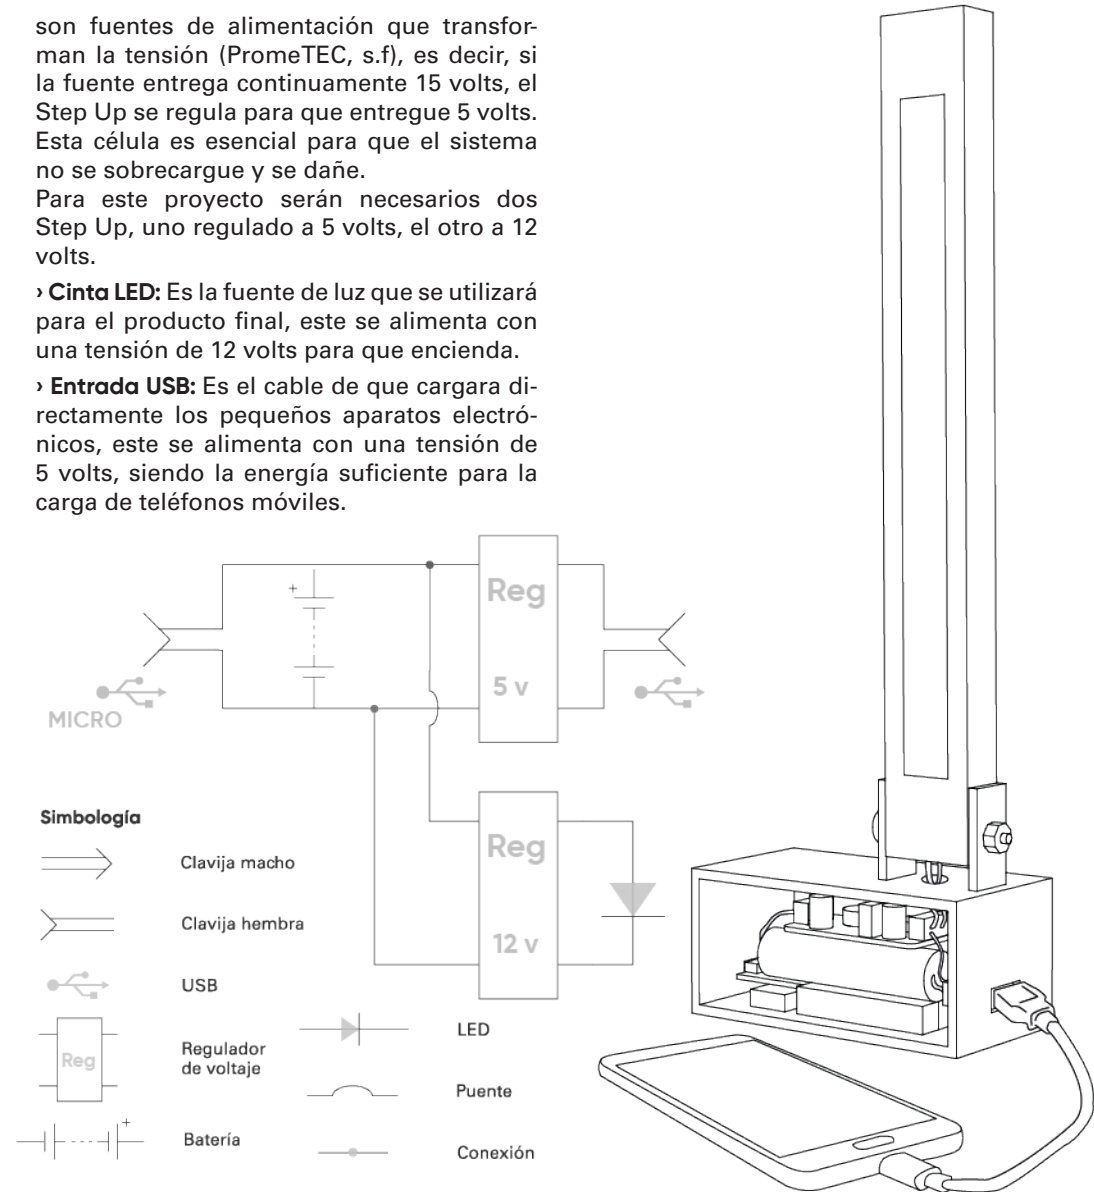 son fuentes de alimentación que transfor-
man la tensión (PromeTEC, s.f), es decir, si
la fuente entrega continuamente 15 volts, el
Step Up se regula para que entregue 5 volts.
Esta célula es esencial para que el sistema
no se sobrecargue y se dañe.
Para este proyecto serán necesarios dos
Step Up, uno regulado a 5 volts, el otro a 12
volts.
› Cinta LED: Es la fuente de luz que se utilizará
para el producto final, este se alimenta con
una tensión de 12 volts para que encienda.
› Entrada USB: Es el cable de que cargara di-
rectamente los pequeños aparatos electró-
nicos, este se alimenta con una tensión de
5 volts, siendo la energía suficiente para la
carga de teléfonos móviles.
+
Reg
5 v
MICRO
Reg
12 v
Simbología
Clavija macho
Clavija hembra
USB
Reg
Regulador
de voltaje
+
Batería
LED
Puente
Conexión